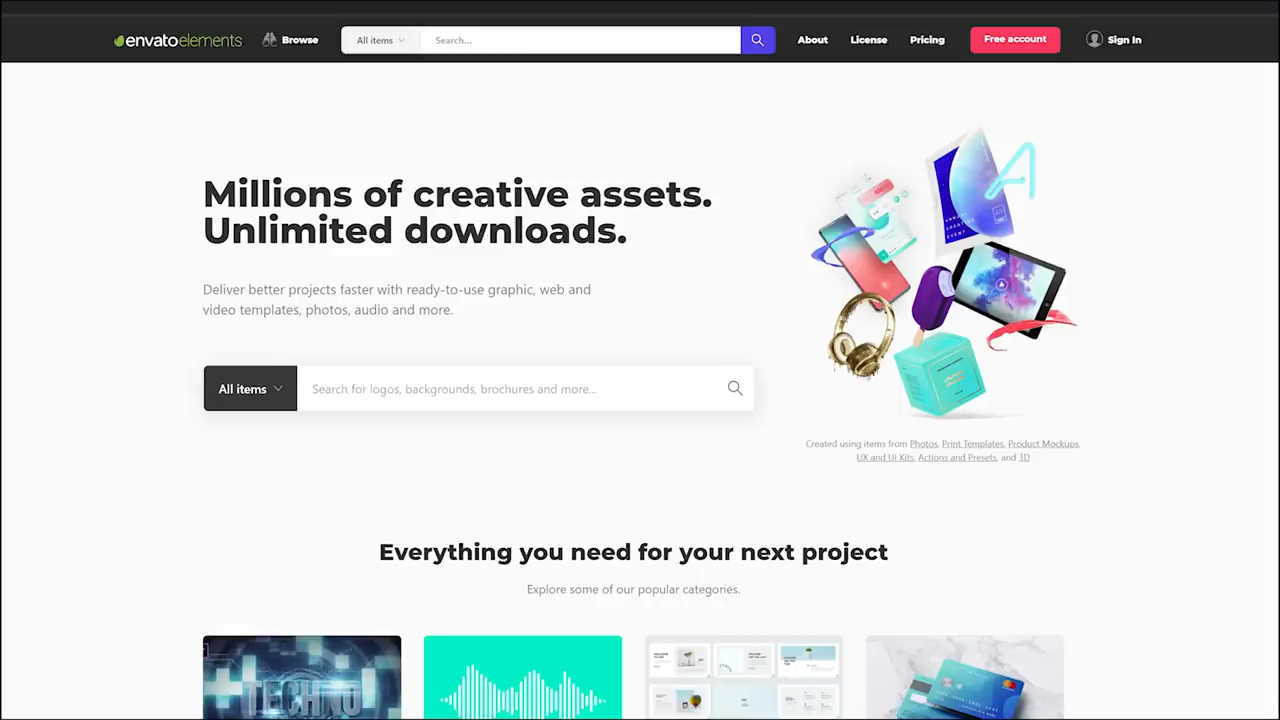 envatoelements
Browse
All items
Search...
About
License
Pricing
Free account
Sign In
Millions of creative assets.
Unlimited downloads.
Deliver better projects faster with ready-to-use graphic, web and
video templates, photos, audio and more.
All items
Search for logos, backgrounds, brochures and more...
ANNUAL
CREATIVE
EVENT
Created using items from Photos, Print Templates, Product Mockups,
UX and UI Kits, Actions and Presets, and 3D
Everything you need for your next project
Explore some of our popular categories.
TECHNO